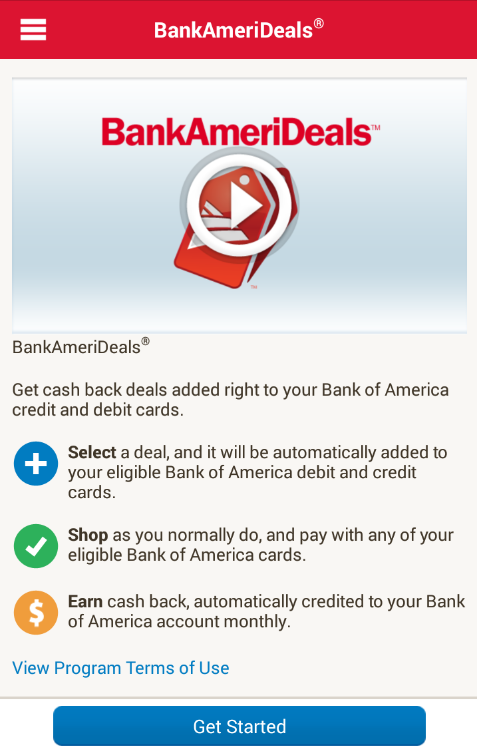 BankAmeriDeals®
BankAmeriDeals™
™
BankAmeriDeals®
Get cash back deals added right to your Bank of America
credit and debit cards.
Select a deal, and it will be automatically added to
your eligible Bank of America debit and credit
cards.
Shop as you normally do, and pay with any of your
eligible Bank of America cards.
$
Earn cash back, automatically credited to your Bank
of America account monthly.
View Program Terms of Use
Get Started